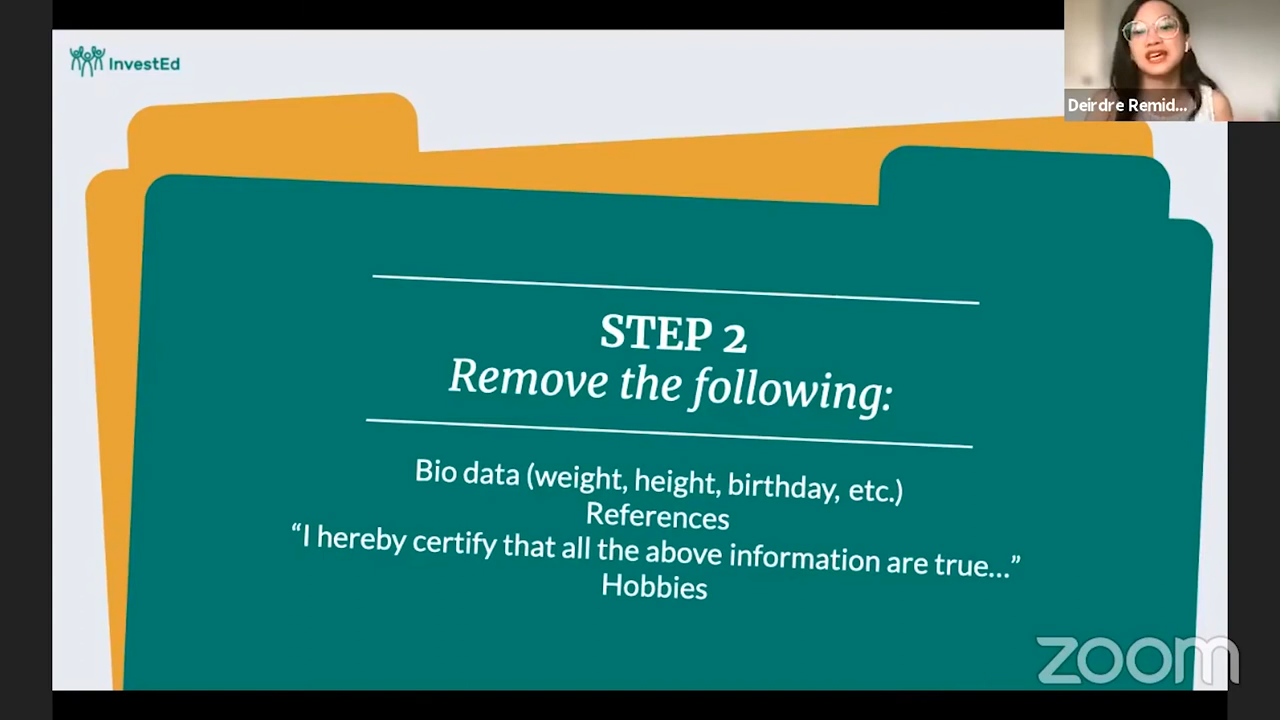 InvestEd
Deirdre Remid...
STEP 2
Remove the following:
Bio data (weight, height, birthday, etc.)
References
“I hereby certify that all the above information are true...”
Hobbies
zoom